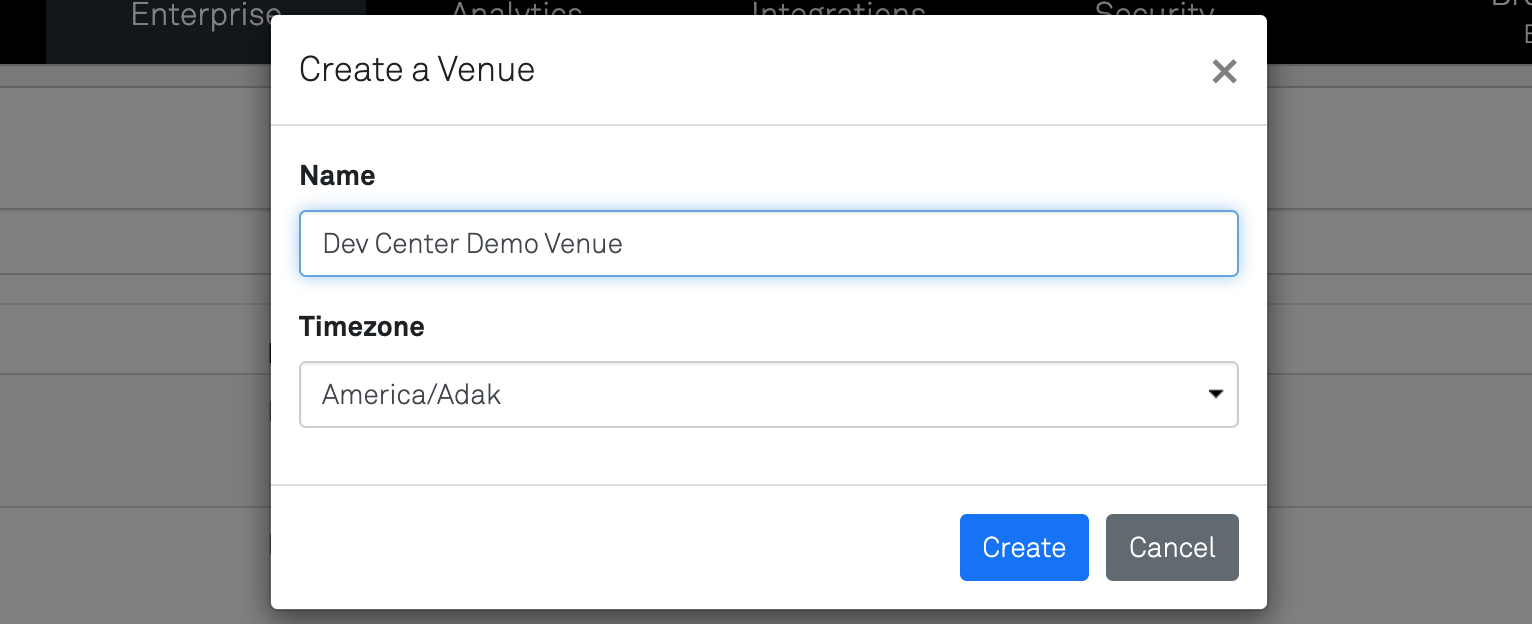 Enterprise Analytics Integrations Security
Create a Venue
Name
Dev Center Demo Venue
Timezone
America/Adak
Create Cancel